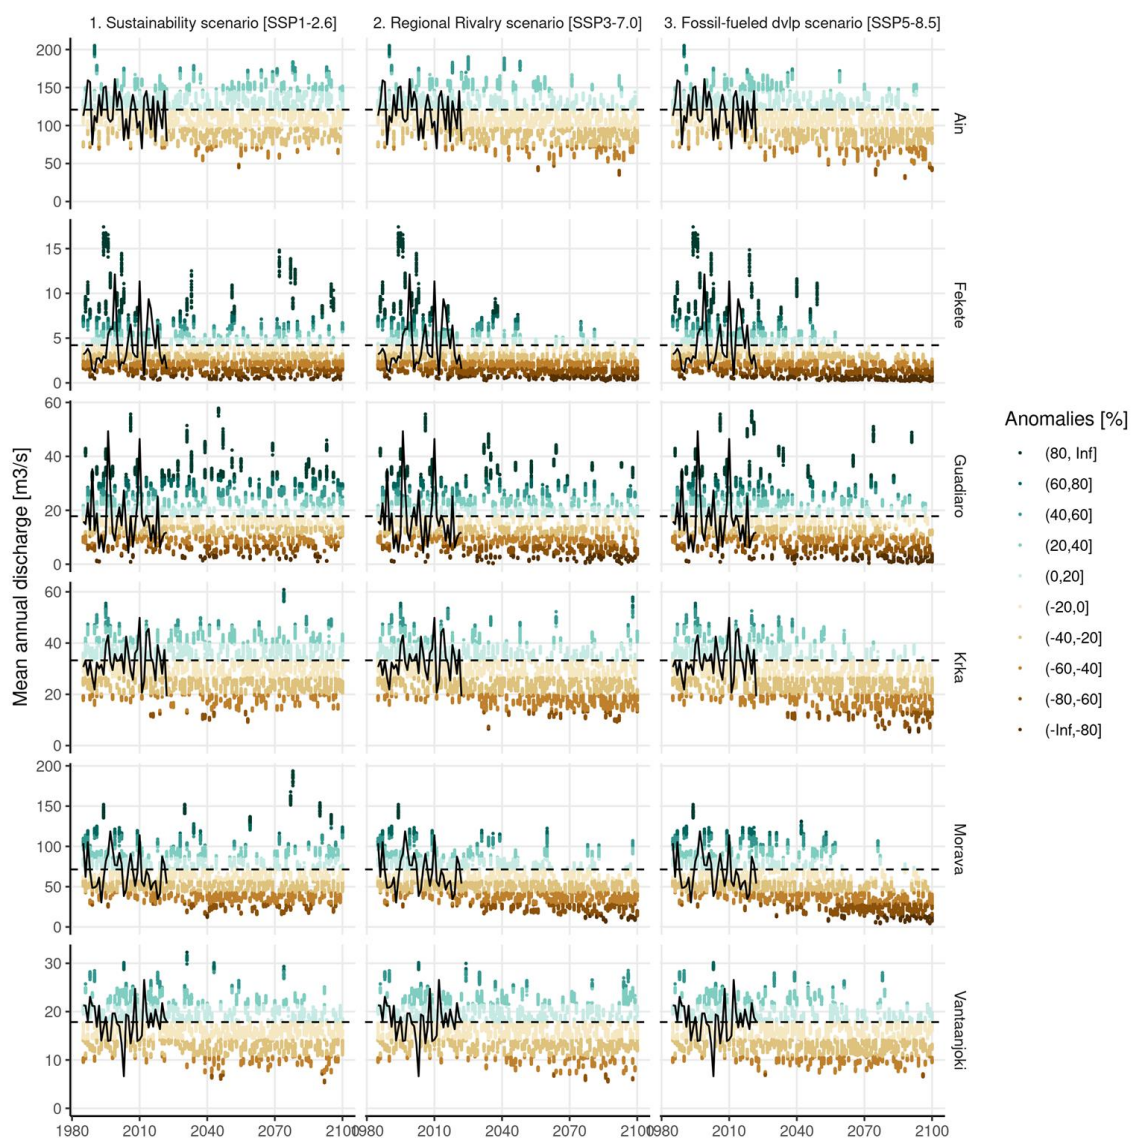 1. Sustainability scenario [SSP1-2.6]
2. Regional Rivalry scenario [SSP3-7.0]
3. Fossil-fueled dvlp scenario [SSP5-8.5]
Mean annual discharge [m3/s]
200
150
100
50
0
Ain
15
10
5
0
Fekete
60
40
20
0
Guadiaro
60
40
20
0
Krka
200
150
100
50
0
Morava
30
20
10
0
Vantaanjoki
1980 2010 2040 2070 2100
1980 2010 2040 2070 2100
1980 2010 2040 2070 2100
Anomalies [%]
(80, Inf]
(60,80]
(40,60]
(20,40]
(0,20]
(-20,0]
(-40,-20]
(-60,-40]
(-80,-60]
(-Inf,-80]